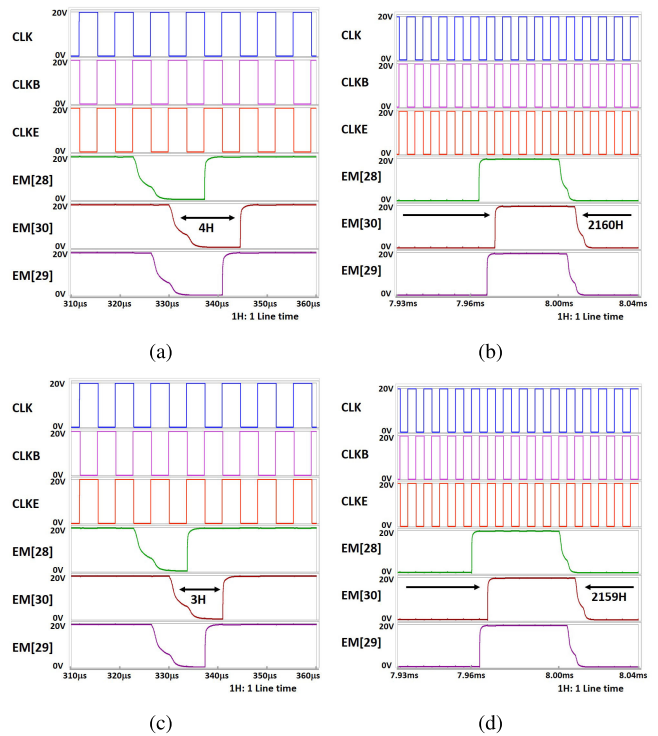 CLK 20V 0V
CLKB 20V 0V
CLKE 20V 0V
EM[28] 20V 0V
EM[30] 20V 0V 4H
EM[29] 20V 0V
310μs 320μs 330μs 340μs 350μs 360μs
1H: 1 Line time
(a)
CLK 20V 0V
CLKB 20V 0V
CLKE 20V 0V
EM[28] 20V 0V
EM[30] 20V 0V 2160H
EM[29] 20V 0V
7.93ms 7.96ms 8.00ms 8.04ms
1H: 1 Line time
(b)
CLK 20V 0V
CLKB 20V 0V
CLKE 20V 0V
EM[28] 20V 0V
EM[30] 20V 0V 3H
EM[29] 20V 0V
310μs 320μs 330μs 340μs 350μs 360μs
1H: 1 Line time
(c)
CLK 20V 0V
CLKB 20V 0V
CLKE 20V 0V
EM[28] 20V 0V
EM[30] 20V 0V 2159H
EM[29] 20V 0V
7.93ms 7.96ms 8.00ms 8.04ms
1H: 1 Line time
(d)